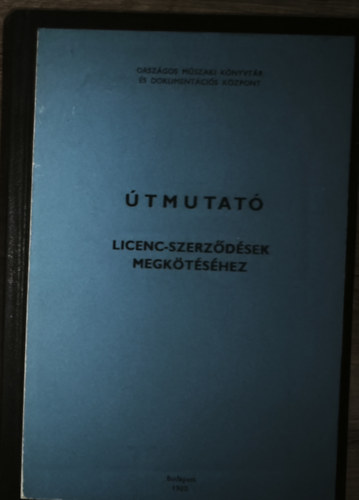 ORSZÁGOS MŰSZAKI KÖNYVTÁR
ÉS DOKUMENTÁCIÓS KÖZPONT
ÚTMUTATÓ
LICENC-SZERZŐDÉSEK
MEGKÖTÉSÉHEZ
Budapest